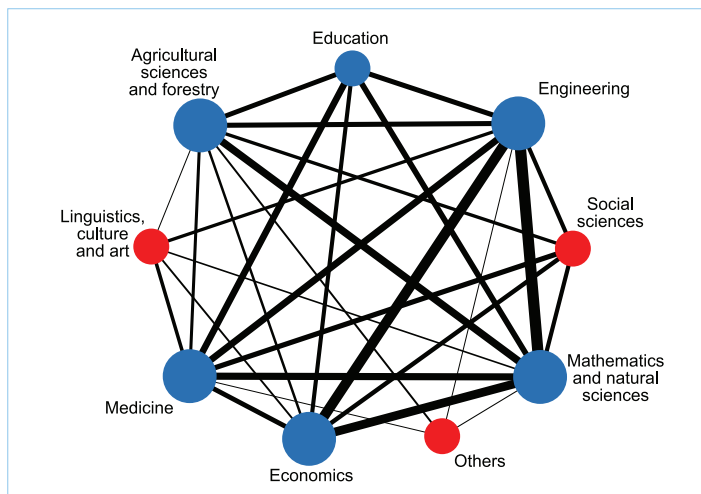 Education
Agricultural
sciences
and forestry
Engineering
Linguistics,
culture
and art
Social
sciences
Medicine
Mathematics
and natural
sciences
Economics
Others